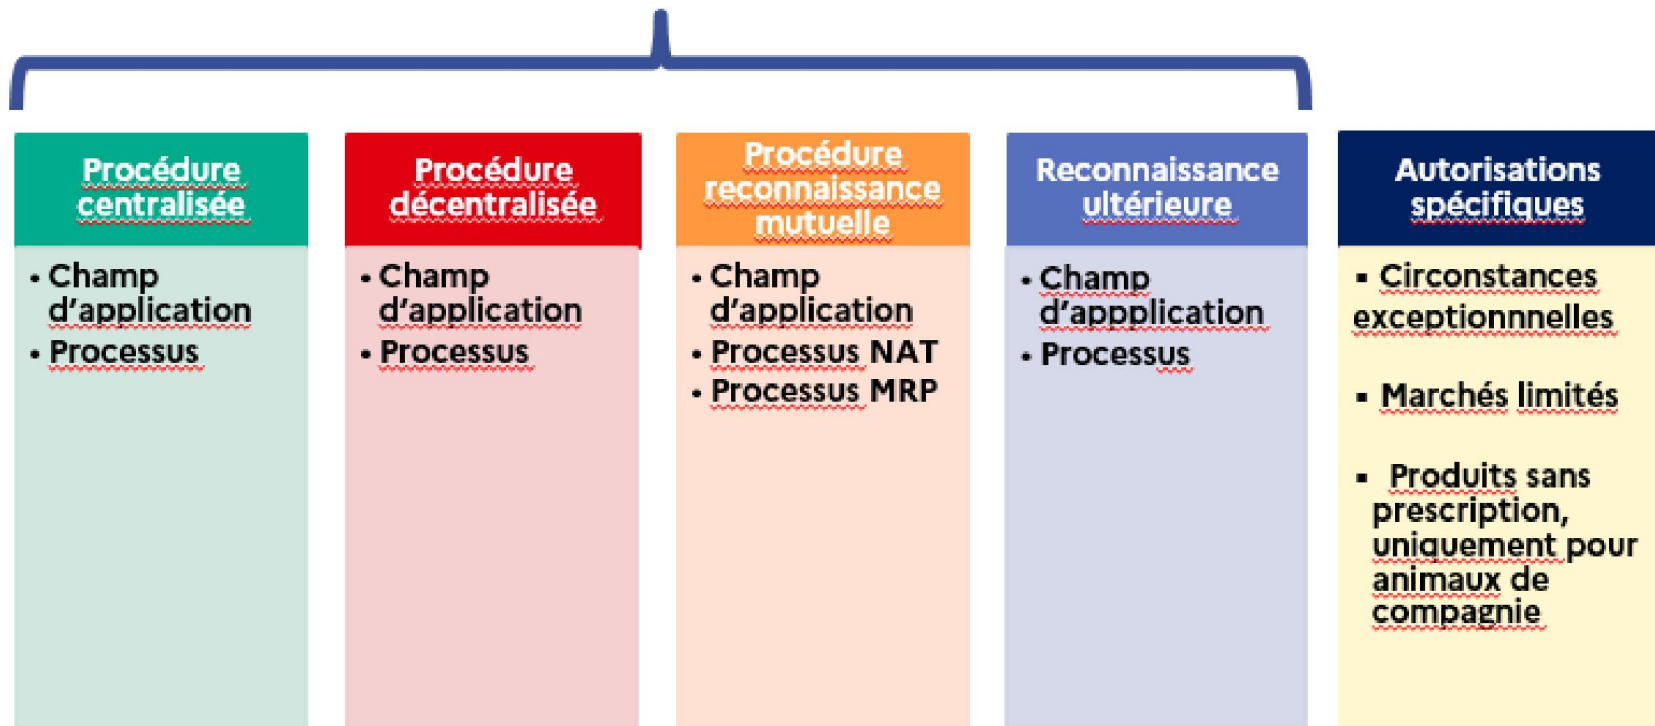 Procédure
centralisée
• Champ
d'application
• Processus
Procédure
décentralisée
• Champ
d'application
• Processus
Procédure
reconnaissance
mutuelle
• Champ
d'application
• Processus NAT
• Processus MRP
Reconnaissance
ultérieure
• Champ
d'appplication
• Processus
Autorisations
spécifiques
▪ Circonstances
exceptionnnelles
▪ Marchés limités
▪ Produits sans
prescription,
uniquement pour
animaux de
compagnie